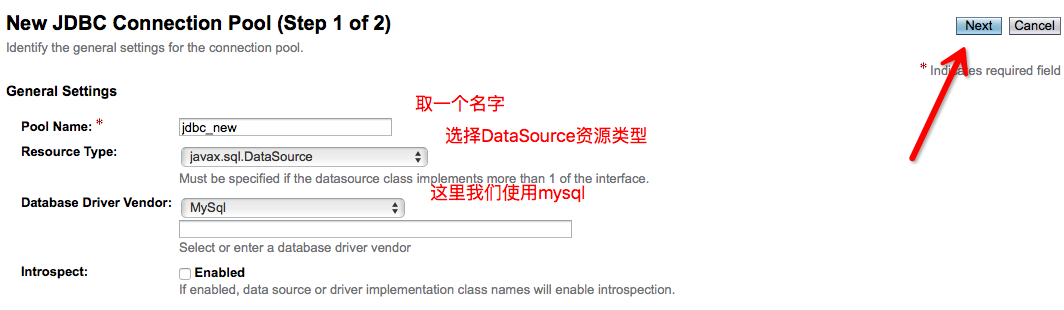 New JDBC Connection Pool (Step 1 of 2)
Next
Cancel
Identify the general settings for the connection pool.
* Indicates required field
General Settings
取一个名字
Pool Name: *
jdbc_new
选择DataSource资源类型
Resource Type:
javax.sql.DataSource
Must be specified if the datasource class implements more than 1 of the interface.
这里我们使用mysql
Database Driver Vendor:
MySql
Select or enter a database driver vendor
Introspect:
Enabled
If enabled, data source or driver implementation class names will enable introspection.